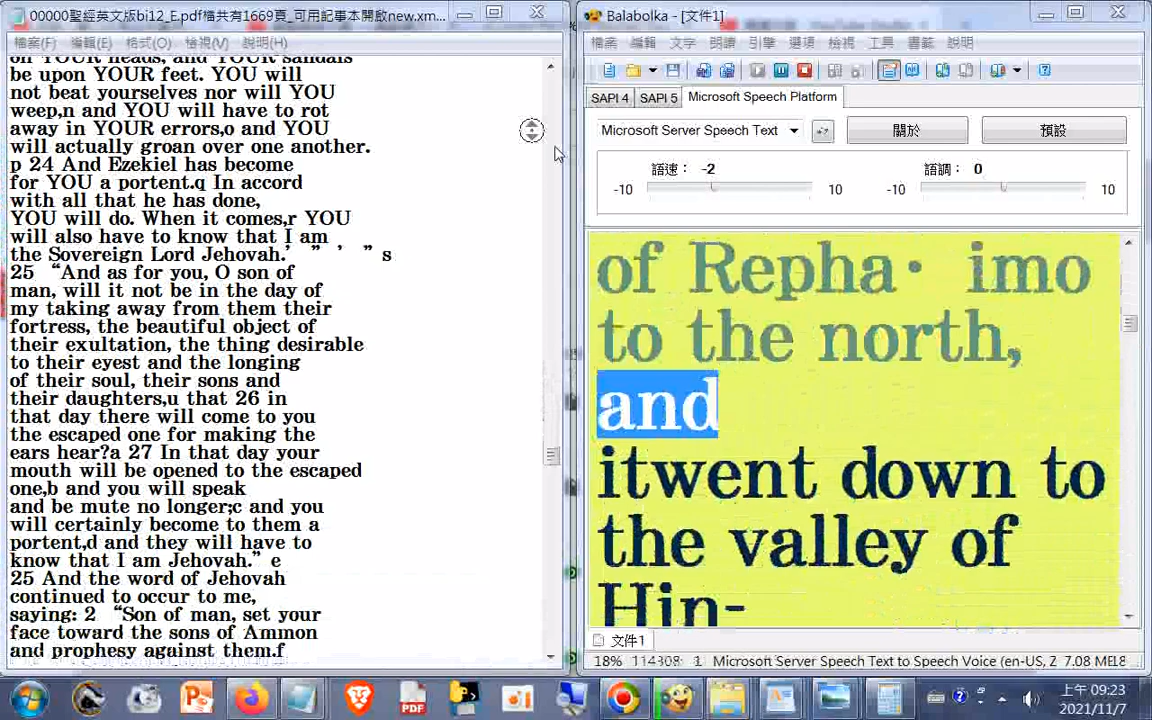 00000聖經英文版bi12_E.pdf檔共有1669頁_可用記事本開啟new.xm...
檔案(F) 編輯(E) 格式(O) 檢視(V) 說明(H)
on YOUR heads, and YOUR sandals
be upon YOUR feet. YOU will
not beat yourselves nor will YOU
weep,n and YOU will have to rot
away in YOUR errors,o and YOU
will actually groan over one another.
p 24 And Ezekiel has become
for YOU a portent.q In accord
with all that he has done,
YOU will do. When it comes,r YOU
will also have to know that I am
the Sovereign Lord Jehovah.’ ” ’ ” s
25 “And as for you, O son of
man, will it not be in the day of
my taking away from them their
fortress, the beautiful object of
their exultation, the thing desirable
to their eyest and the longing
of their soul, their sons and
their daughters,u that 26 in
that day there will come to you
the escaped one for making the
ears hear?a 27 In that day your
mouth will be opened to the escaped
one,b and you will speak
and be mute no longer;c and you
will certainly become to them a
portent,d and they will have to
know that I am Jehovah.” e
25 And the word of Jehovah
continued to occur to me,
saying: 2 “Son of man, set your
face toward the sons of Ammon
and prophesy against them.f
Balabolka - [文件1]
檔案 編輯 文字 朗讀 引擎 選項 檢視 工具 書籤 說明
SAPI 4 SAPI 5 Microsoft Speech Platform
Microsoft Server Speech Text 關於 預設
語速： -2 語調： 0
-10 10 -10 10
of Repha· imo
to the north,
and
itwent down to
the valley of
Hin-
文件1
18% 114308: 1 Microsoft Server Speech Text to Speech Voice (en-US, Z 7.08 МЕ18
PDF
上午 09:23
2021/11/7